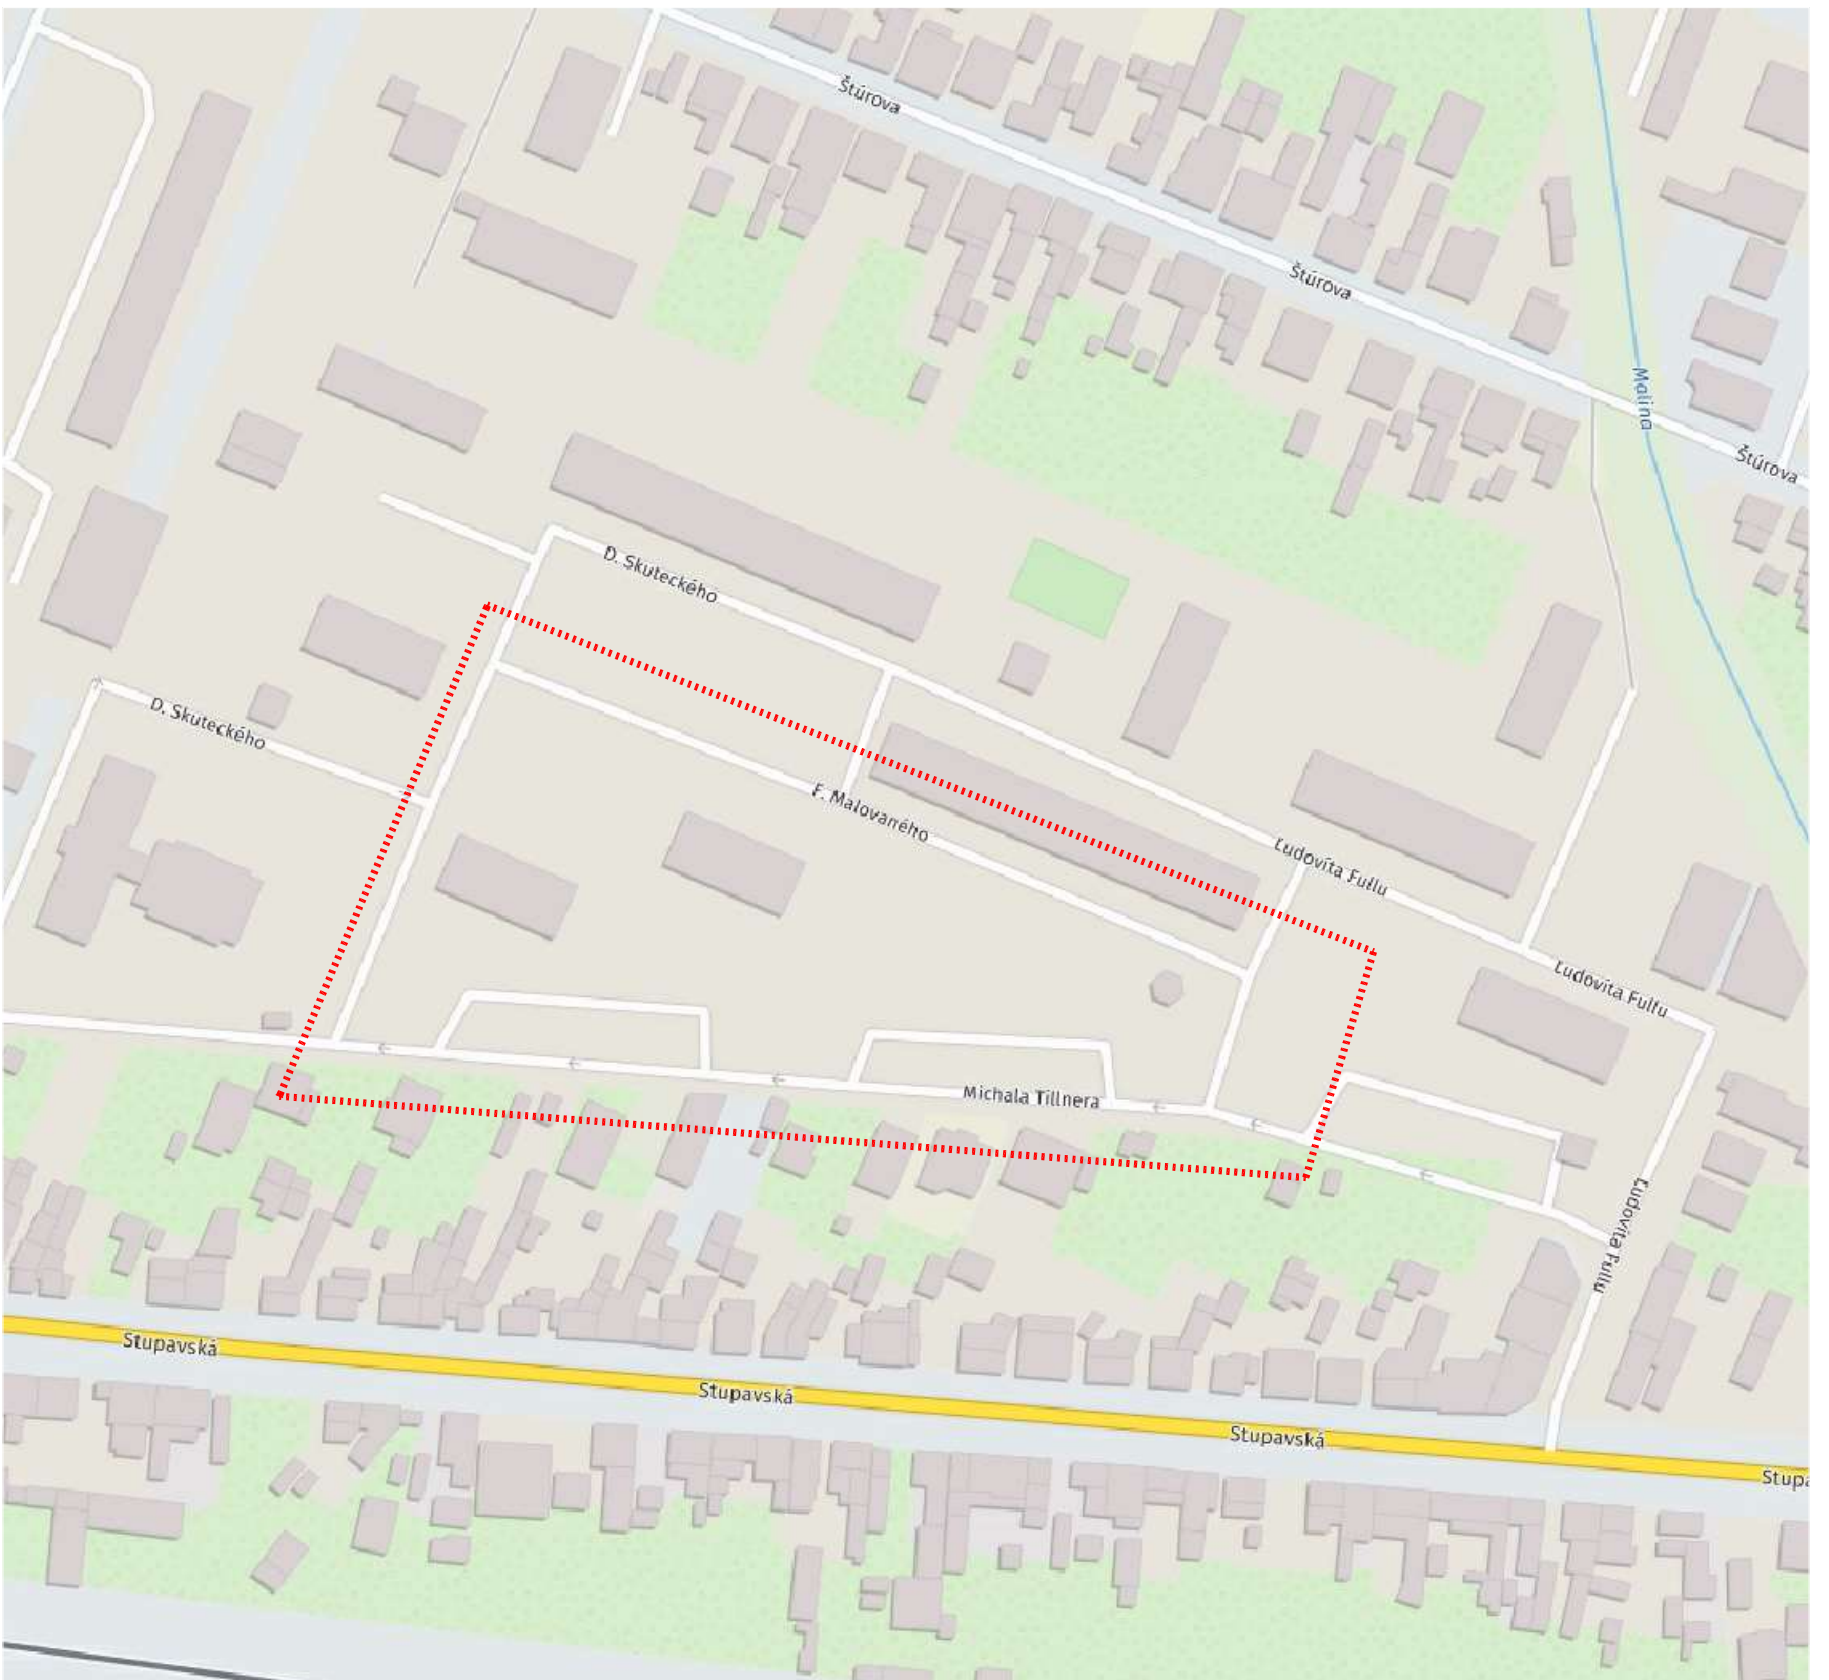 Štúrova
Štúrova
Malina
Štúrova
D. Skuteckého
D. Skuteckého
F. Malovaného
Ľudovíta Fullu
Ľudovíta Fullu
Michala Tillnera
Ľudovíta Fullu
Stupavská
Stupavská
Stupavská
Stupa